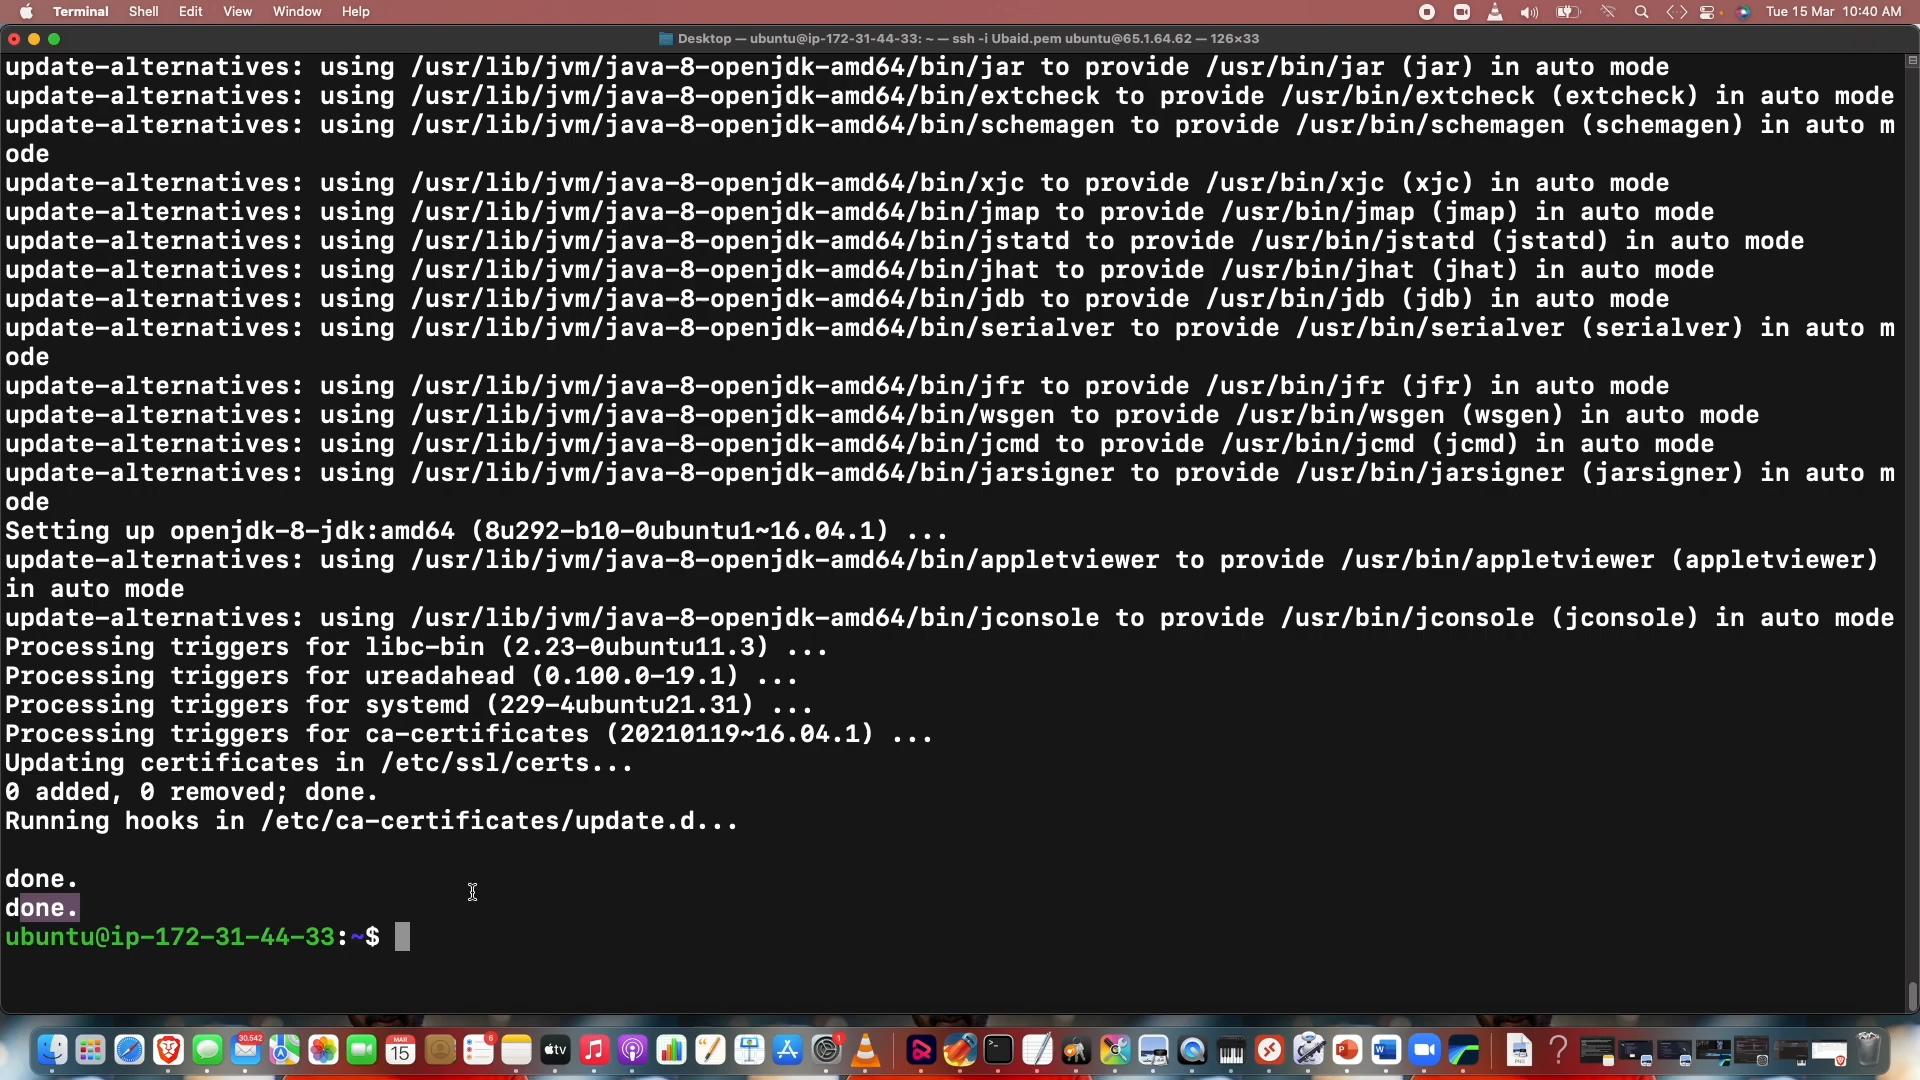 Terminal Shell Edit View Window Help Tue 15 Mar 10:40 AM
Desktop — ubuntu@ip-172-31-44-33: ~ — ssh -i Ubaid.pem ubuntu@65.1.64.62 — 126×33
update-alternatives: using /usr/lib/jvm/java-8-openjdk-amd64/bin/jar to provide /usr/bin/jar (jar) in auto mode
update-alternatives: using /usr/lib/jvm/java-8-openjdk-amd64/bin/extcheck to provide /usr/bin/extcheck (extcheck) in auto mode
update-alternatives: using /usr/lib/jvm/java-8-openjdk-amd64/bin/schemagen to provide /usr/bin/schemagen (schemagen) in auto m
ode
update-alternatives: using /usr/lib/jvm/java-8-openjdk-amd64/bin/xjc to provide /usr/bin/xjc (xjc) in auto mode
update-alternatives: using /usr/lib/jvm/java-8-openjdk-amd64/bin/jmap to provide /usr/bin/jmap (jmap) in auto mode
update-alternatives: using /usr/lib/jvm/java-8-openjdk-amd64/bin/jstatd to provide /usr/bin/jstatd (jstatd) in auto mode
update-alternatives: using /usr/lib/jvm/java-8-openjdk-amd64/bin/jhat to provide /usr/bin/jhat (jhat) in auto mode
update-alternatives: using /usr/lib/jvm/java-8-openjdk-amd64/bin/jdb to provide /usr/bin/jdb (jdb) in auto mode
update-alternatives: using /usr/lib/jvm/java-8-openjdk-amd64/bin/serialver to provide /usr/bin/serialver (serialver) in auto m
ode
update-alternatives: using /usr/lib/jvm/java-8-openjdk-amd64/bin/jfr to provide /usr/bin/jfr (jfr) in auto mode
update-alternatives: using /usr/lib/jvm/java-8-openjdk-amd64/bin/wsgen to provide /usr/bin/wsgen (wsgen) in auto mode
update-alternatives: using /usr/lib/jvm/java-8-openjdk-amd64/bin/jcmd to provide /usr/bin/jcmd (jcmd) in auto mode
update-alternatives: using /usr/lib/jvm/java-8-openjdk-amd64/bin/jarsigner to provide /usr/bin/jarsigner (jarsigner) in auto m
ode
Setting up openjdk-8-jdk:amd64 (8u292-b10-0ubuntu1~16.04.1) ...
update-alternatives: using /usr/lib/jvm/java-8-openjdk-amd64/bin/appletviewer to provide /usr/bin/appletviewer (appletviewer)
in auto mode
update-alternatives: using /usr/lib/jvm/java-8-openjdk-amd64/bin/jconsole to provide /usr/bin/jconsole (jconsole) in auto mode
Processing triggers for libc-bin (2.23-0ubuntu11.3) ...
Processing triggers for ureadahead (0.100.0-19.1) ...
Processing triggers for systemd (229-4ubuntu21.31) ...
Processing triggers for ca-certificates (20210119~16.04.1) ...
Updating certificates in /etc/ssl/certs...
0 added, 0 removed; done.
Running hooks in /etc/ca-certificates/update.d...
done.
done.
ubuntu@ip-172-31-44-33:~$
30,542
MAR
15
tv
6
1